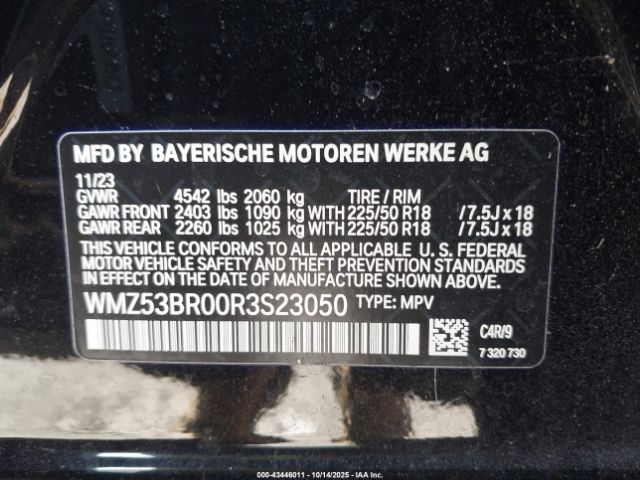 MFD BY BAYERISCHE MOTOREN WERKE AG
11/23
GVWR 4542 lbs 2060 kg TIRE / RIM
GAWR FRONT 2403 lbs 1090 kg WITH 225/50 R18 /7.5J x 18
GAWR REAR 2260 lbs 1025 kg WITH 225/50 R18 /7.5J x 18
THIS VEHICLE CONFORMS TO ALL APPLICABLE U. S. FEDERAL
MOTOR VEHICLE SAFETY AND THEFT PREVENTION STANDARDS
IN EFFECT ON THE DATE OF MANUFACTURE SHOWN ABOVE.
WMZ53BR00R3S23050 TYPE: MPV
C4R/9
7 320 730
000-43446011 - 10/14/2025 - IAA Inc.